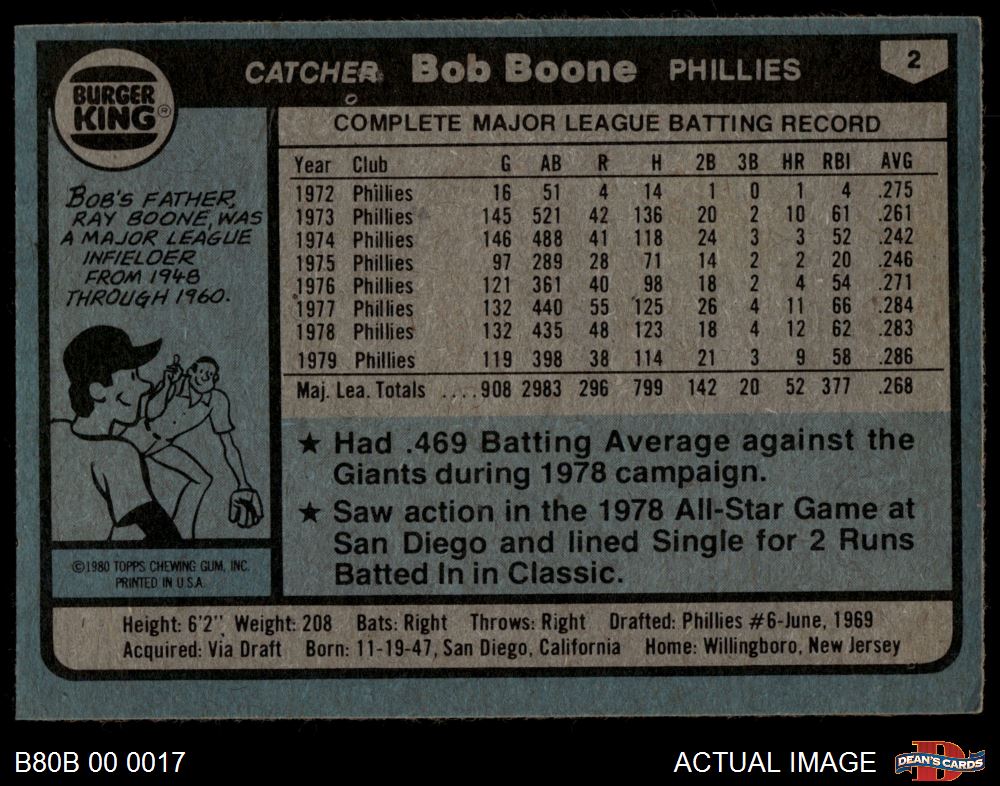 CATCHER Bob Boone PHILLIES 2
BURGER
KING ®
COMPLETE MAJOR LEAGUE BATTING RECORD
Year Club G AB R H 2B 3B HR RBI AVG
1972 Phillies 16 51 4 14 1 0 1 4 .275
1973 Phillies 145 521 42 136 20 2 10 61 .261
1974 Phillies 146 488 41 118 24 3 3 52 .242
1975 Phillies 97 289 28 71 14 2 2 20 .246
1976 Phillies 121 361 40 98 18 2 4 54 .271
1977 Phillies 132 440 55 125 26 4 11 66 .284
1978 Phillies 132 435 48 123 18 4 12 62 .283
1979 Phillies 119 398 38 114 21 3 9 58 .286
Maj. Lea. Totals ....908 2983 296 799 142 20 52 377 .268
BOB'S FATHER,
RAY BOONE, WAS
A MAJOR LEAGUE
INFIELDER
FROM 1948
THROUGH 1960.
★ Had .469 Batting Average against the
Giants during 1978 campaign.
★ Saw action in the 1978 All-Star Game at
San Diego and lined Single for 2 Runs
Batted In in Classic.
©1980 TOPPS CHEWING GUM, INC.
PRINTED IN U.S.A.
Height: 6'2" Weight: 208 Bats: Right Throws: Right Drafted: Phillies #6-June, 1969
Acquired: Via Draft Born: 11-19-47, San Diego, California Home: Willingboro, New Jersey
B80B 00 0017 ACTUAL IMAGE DEAN'S CARDS